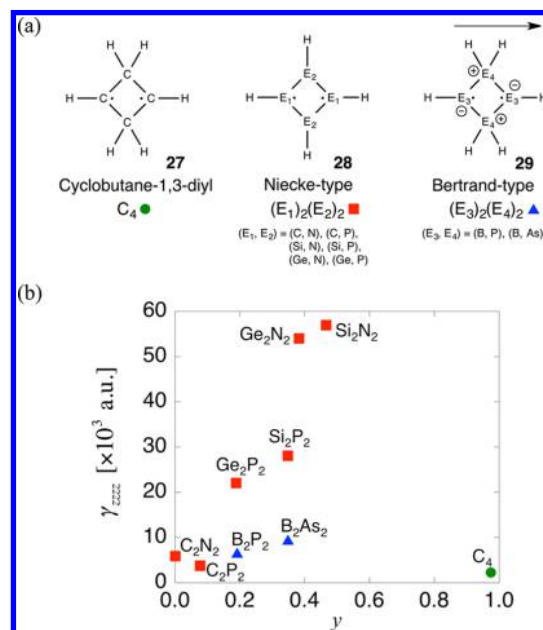 (a)
H H H H H
C E₂ E₄ ⊕
H C· ·C H H E₁· ·E₁ H H E₃· ·E₃ H ⊖
C E₂ ⊖ E₄ ⊕
H H H H H
27 28 29
Cyclobutane-1,3-diyl Niecke-type Bertrand-type
C₄ (E₁)₂(E₂)₂ (E₃)₂(E₄)₂
(E₁, E₂) = (C, N), (C, P), (E₃, E₄) = (B, P), (B, As)
(Si, N), (Si, P)
(Ge, N), (Ge, P)
(b)
60
Ge₂N₂ Si₂N₂
50
40
γzzzz [×10³ a.u.]
30
Si₂P₂
Ge₂P₂
20
10
C₂N₂ B₂P₂ B₂As₂
C₂P₂ C₄
0
0.0 0.2 0.4 0.6 0.8 1.0
y